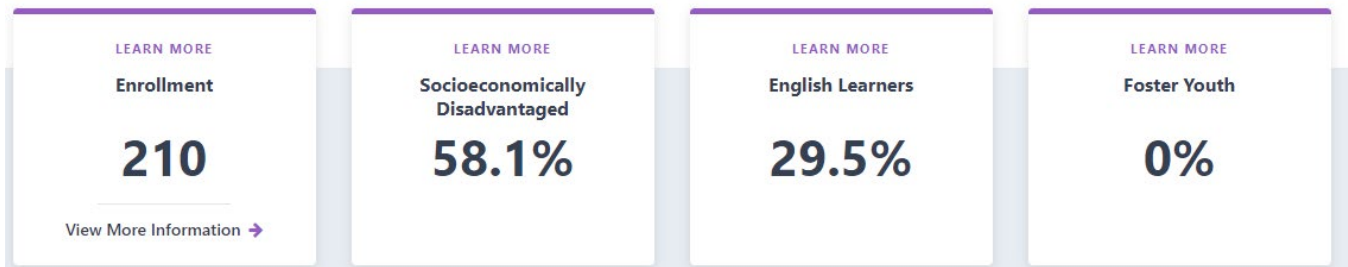 LEARN MORE
Enrollment
210
View More Information
LEARN MORE
Socioeconomically
Disadvantaged
58.1%
LEARN MORE
English Learners
29.5%
LEARN MORE
Foster Youth
0%